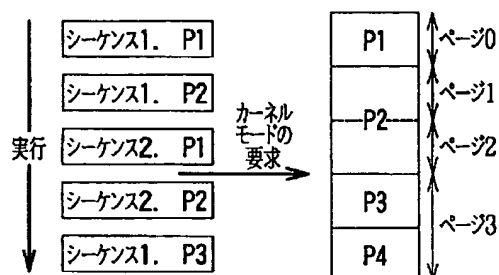 シーケンス1. P1
シーケンス1. P2
シーケンス2. P1
シーケンス2. P2
シーケンス1. P3
実行
カーネル
モードの
要求
P1
P2
P3
P4
ページ0
ページ1
ページ2
ページ3